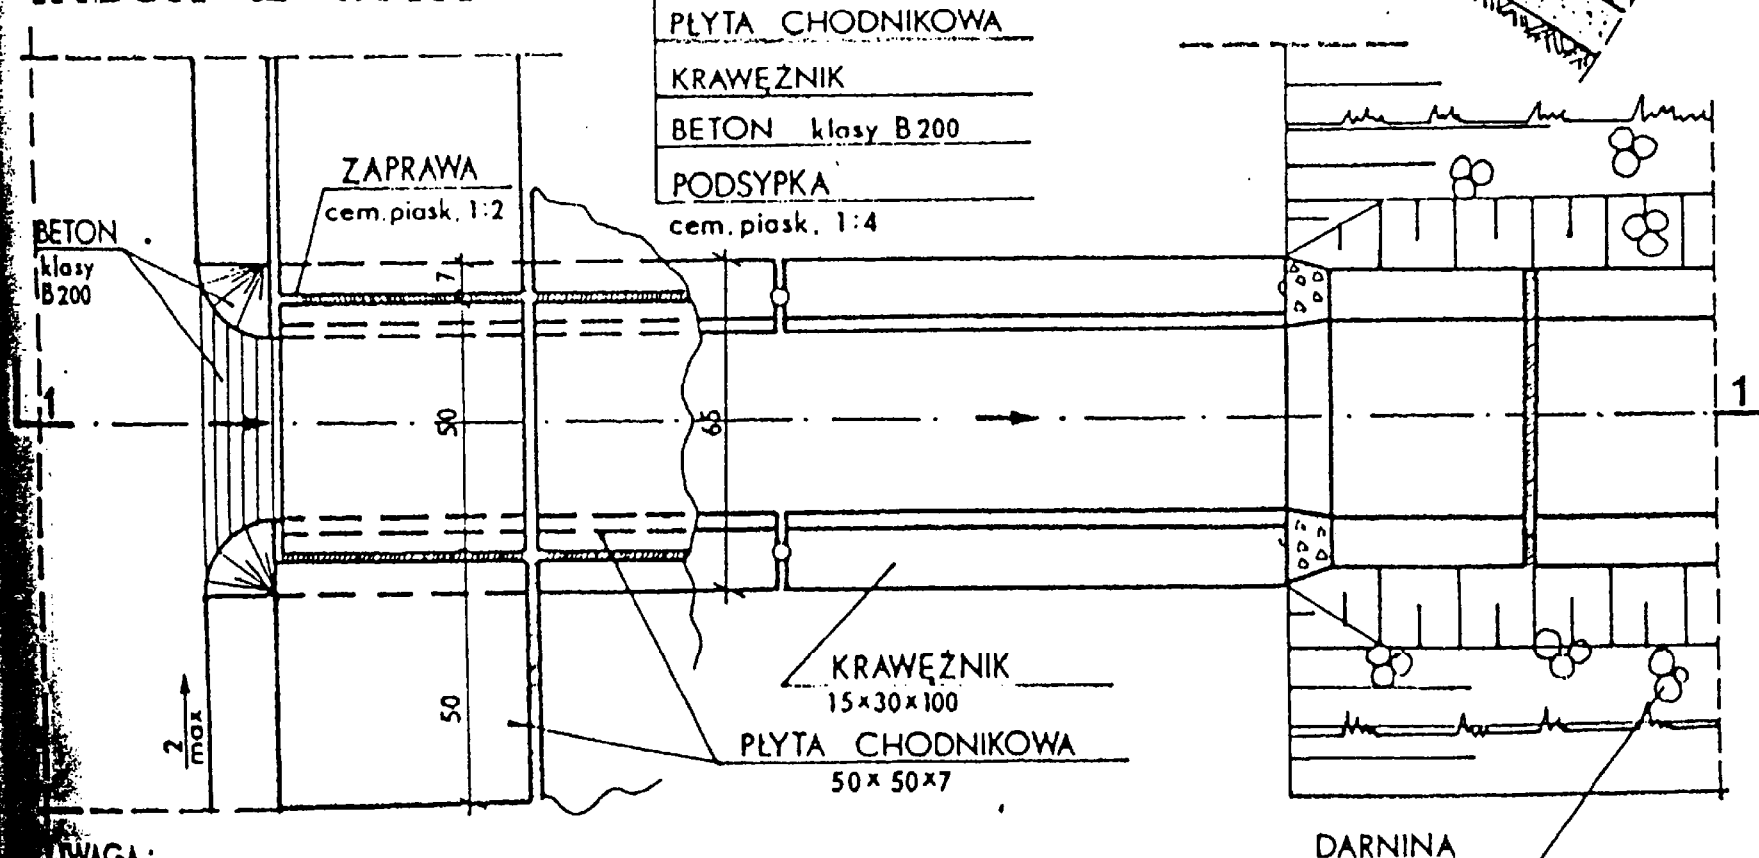 PŁYTA CHODNIKOWA
KRAWĘŻNIK
BETON klasy B200
PODSYPKA
cem. piask. 1:4
ZAPRAWA
cem. piask. 1:2
BETON
klasy
B200
7
50
65
1
1
50
2
max
KRAWĘŻNIK
15×30×100
PŁYTA CHODNIKOWA
50×50×7
UWAGA:
DARNINA